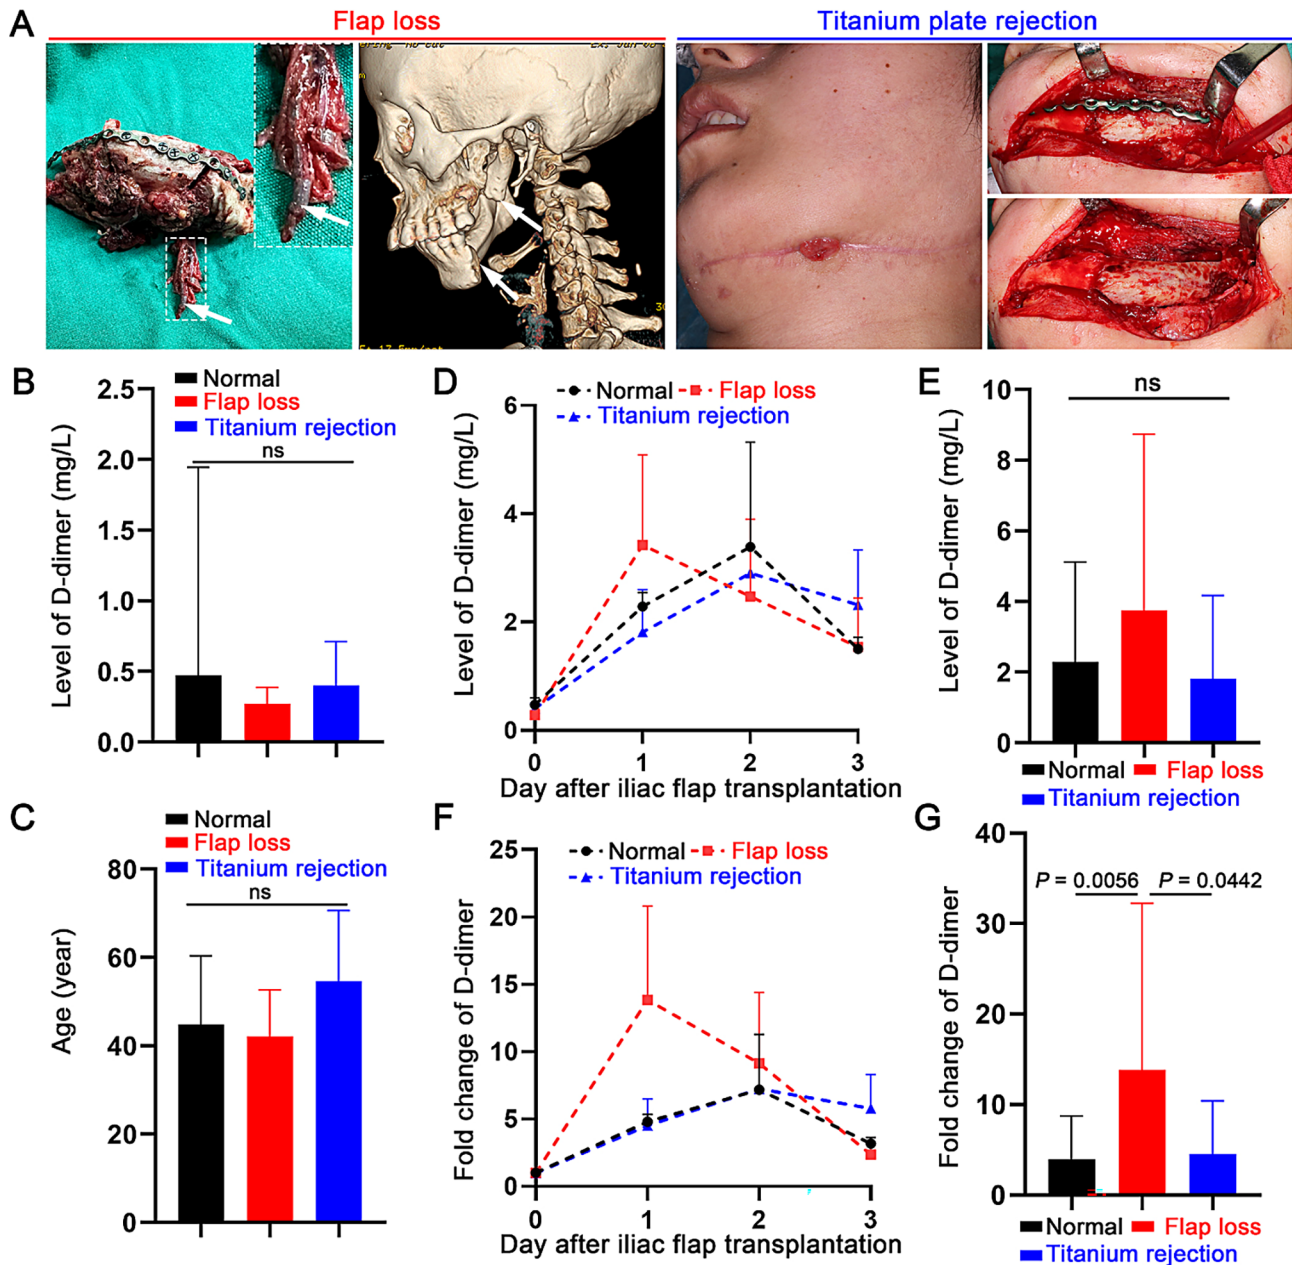 A
Flap loss
Titanium plate rejection
B
Normal
Flap loss
Titanium rejection
ns
Level of D-dimer (mg/L)
2.5
2.0
1.5
1.0
0.5
0.0
D
Normal Flap loss
Titanium rejection
Level of D-dimer (mg/L)
6
4
2
0
0 1 2 3
Day after iliac flap transplantation
E
ns
Level of D-dimer (mg/L)
10
8
6
4
2
0
Normal Flap loss
Titanium rejection
C
Normal
Flap loss
Titanium rejection
ns
Age (year)
80
60
40
20
0
F
Normal Flap loss
Titanium rejection
Fold change of D-dimer
25
20
15
10
5
0
0 1 2 3
Day after iliac flap transplantation
G
P = 0.0056 P = 0.0442
Fold change of D-dimer
40
30
20
10
0
Normal Flap loss
Titanium rejection